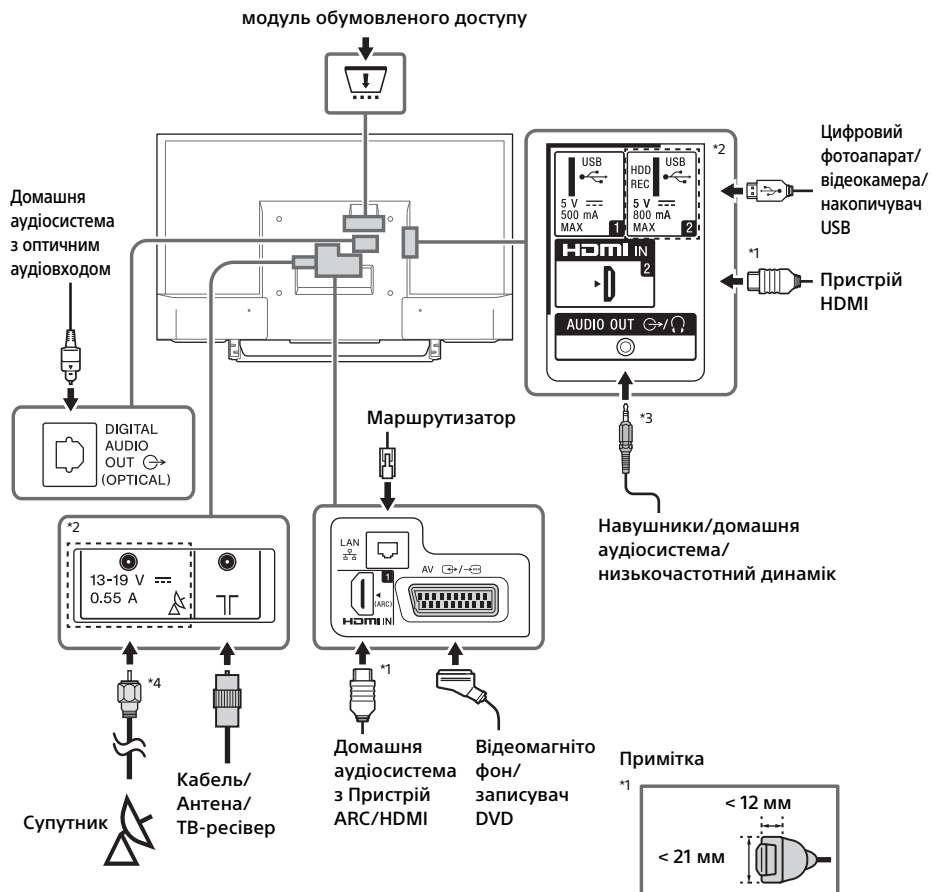 модуль обумовленого доступу
Домашня
аудіосистема
з оптичним
аудіовходом
*2
USB
5 V
500 mA
MAX
1
HDD
REC
USB
5 V
800 mA
MAX
2
HDMI IN
2
AUDIO OUT
Цифровий
фотоапарат/
відеокамера/
накопичувач
USB
*1
Пристрій
HDMI
DIGITAL
AUDIO
OUT
(OPTICAL)
Маршрутизатор
*3
Навушники/домашня
аудіосистема/
низькочастотний динамік
*2
13-19 V
0.55 A
LAN
1
(ARC)
HDMI IN
AV
*4
*1
Супутник
Кабель/
Антена/
ТВ-ресівер
Домашня
аудіосистема
з Пристрій
ARC/HDMI
Відеомагніто
фон/
записувач
DVD
Примітка
*1
< 12 мм
< 21 мм